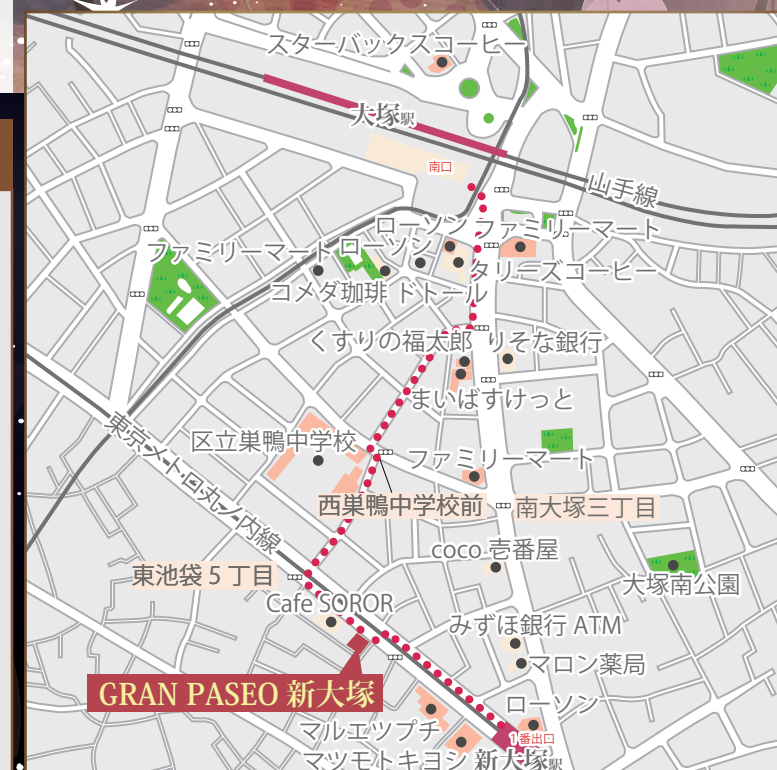 スターバックスコーヒー
大塚駅
南口
山手線
ローソン
ファミリーマート
ファミリーマート
ローソン
タリーズコーヒー
コメダ珈琲
ドトール
くすりの福太郎
りそな銀行
まいばすけっと
区立巣鴨中学校
ファミリーマート
東京メトロ丸ノ内線
西巣鴨中学校前
南大塚三丁目
coco 壱番屋
東池袋 5 丁目
大塚南公園
Cafe SOROR
みずほ銀行 ATM
マロン薬局
GRAN PASEO 新大塚
ローソン
マルエツプチ
1番出口
マツモトキヨシ
新大塚駅